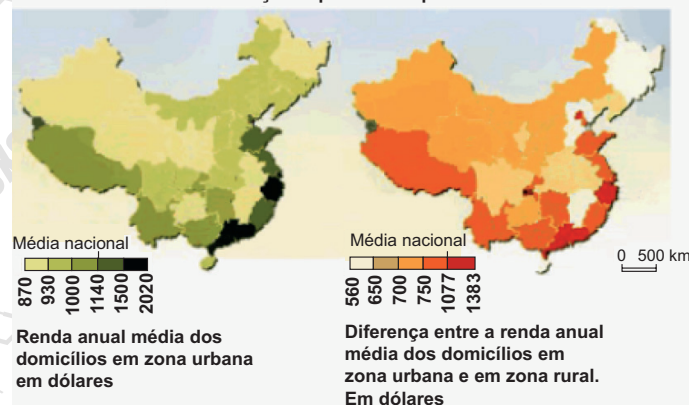 Média nacional
870
930
1000
1140
1500
2020
Renda anual média dos
domicílios em zona urbana
em dólares
Média nacional
560
650
700
750
1077
1383
0 500 km
Diferença entre a renda anual
média dos domicílios em
zona urbana e em zona rural.
Em dólares